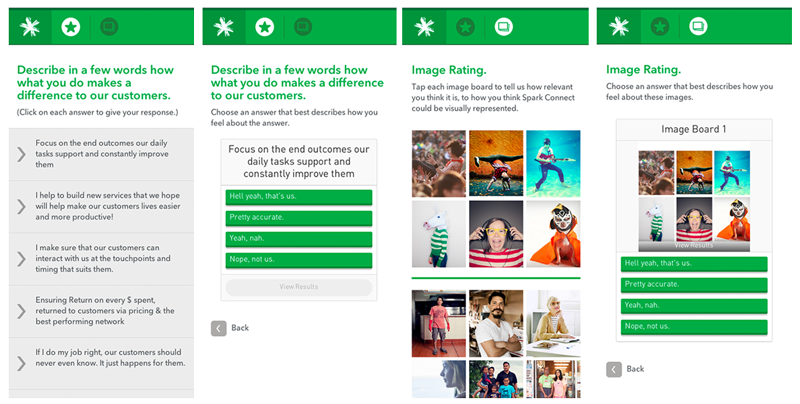 Describe in a few words how
what you do makes a
difference to our customers.
(Click on each answer to give your response.)
Focus on the end outcomes our daily
tasks support and constantly improve
them
I help to build new services that we hope
will help make our customers lives easier
and more productive!
I make sure that our customers can
interact with us at the touchpoints and
timing that suits them.
Ensuring Return on every $ spent,
returned to customers via pricing & the
best performing network
If I do my job right, our customers should
never even know. It just happens for them.
Describe in a few words how
what you do makes a difference
to our customers.
Choose an answer that best describes how you
feel about the answer.
Focus on the end outcomes our
daily tasks support and
constantly improve them
Hell yeah, that's us.
Pretty accurate.
Yeah, nah.
Nope, not us.
View Results
Back
Image Rating.
Tap each image board to tell us how relevant
you think it is, to how you think Spark Connect
could be visually represented.
Image Rating.
Choose an answer that best describes how you
feel about these images.
Image Board 1
View Results
Hell yeah, that's us.
Pretty accurate.
Yeah, nah.
Nope, not us.
Back